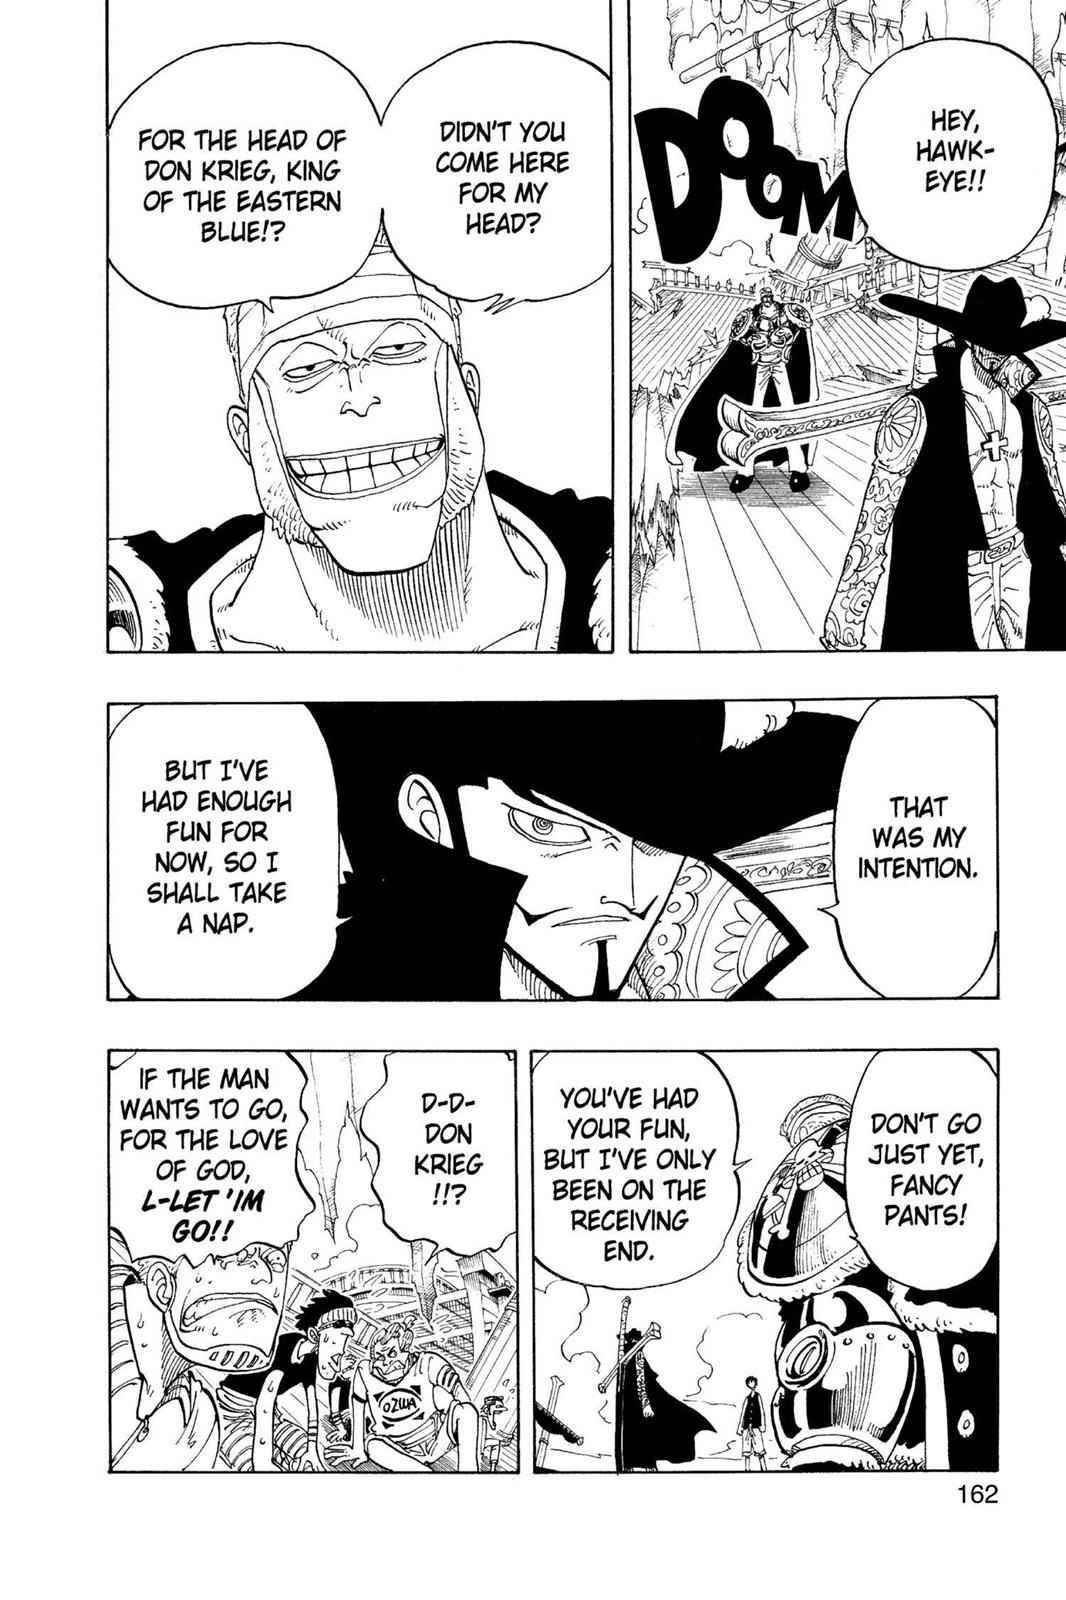 HEY,
HAWK-
EYE!!
DOOM
DIDN'T YOU
COME HERE
FOR MY
HEAD?
FOR THE HEAD OF
DON KRIEG, KING
OF THE EASTERN
BLUE!?
THAT
WAS MY
INTENTION.
BUT I'VE
HAD ENOUGH
FUN FOR
NOW, SO I
SHALL TAKE
A NAP.
DON'T GO
JUST YET,
FANCY
PANTS!
YOU'VE HAD
YOUR FUN,
BUT I'VE ONLY
BEEN ON THE
RECEIVING
END.
D-D-
DON
KRIEG
!!?
IF THE MAN
WANTS TO GO,
FOR THE LOVE
OF GOD,
L-LET 'IM
GO!!
OZWA
162